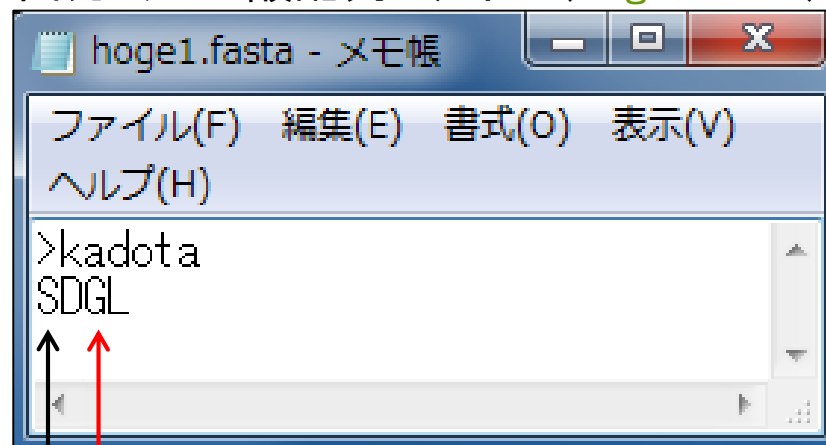 hoge1.fasta - メモ帳
ファイル(F) 編集(E) 書式(O) 表示(V)
ヘルプ(H)
>kadota
SDGL